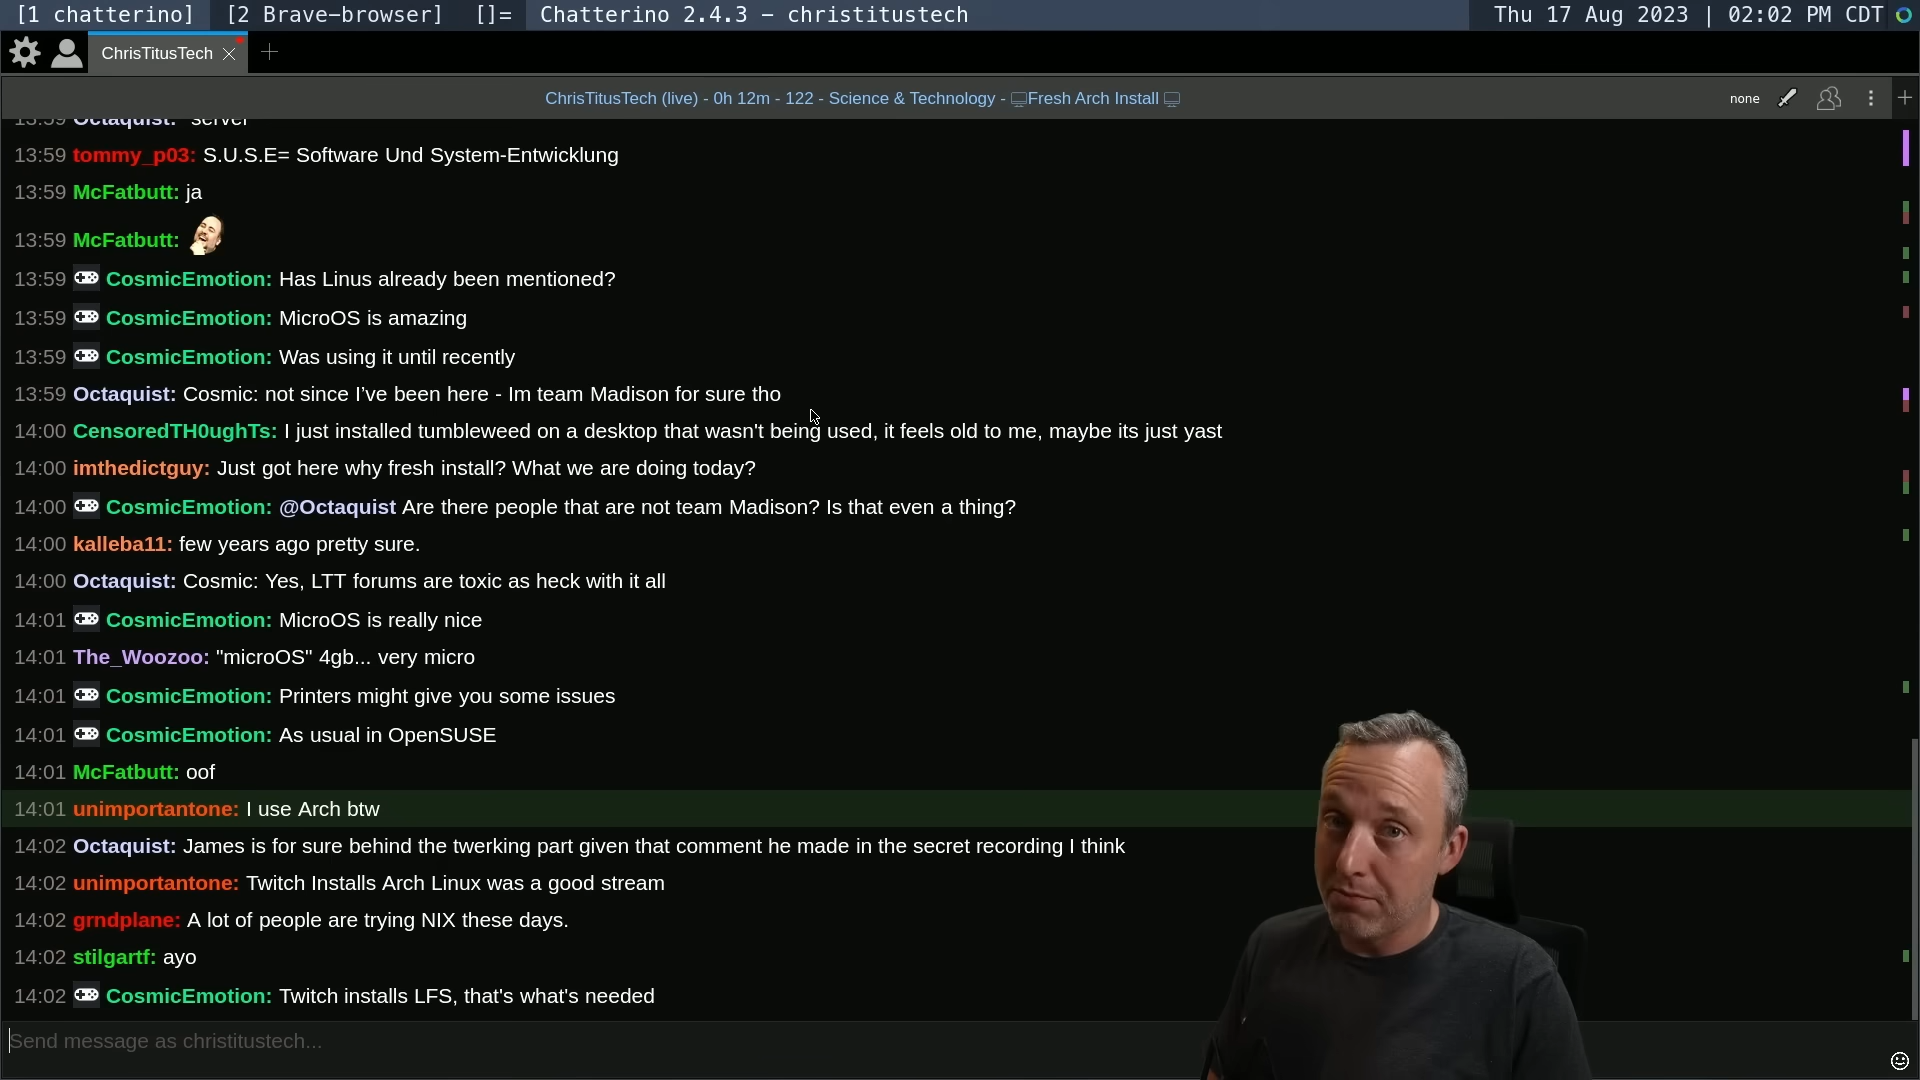 [1 chatterino] [2 Brave-browser] []= Chatterino 2.4.3 - christitustech Thu 17 Aug 2023 | 02:02 PM CDT
ChrisTitusTech
ChrisTitusTech (live) - 0h 12m - 122 - Science & Technology - 🖥Fresh Arch Install 🖥 none
13:59 Octaquist: *server
13:59 tommy_p03: S.U.S.E= Software Und System-Entwicklung
13:59 McFatbutt: ja
13:59 McFatbutt:
13:59 CosmicEmotion: Has Linus already been mentioned?
13:59 CosmicEmotion: MicroOS is amazing
13:59 CosmicEmotion: Was using it until recently
13:59 Octaquist: Cosmic: not since I've been here - Im team Madison for sure tho
14:00 CensoredTH0ughTs: I just installed tumbleweed on a desktop that wasn't being used, it feels old to me, maybe its just yast
14:00 imthedictguy: Just got here why fresh install? What we are doing today?
14:00 CosmicEmotion: @Octaquist Are there people that are not team Madison? Is that even a thing?
14:00 kalleba11: few years ago pretty sure.
14:00 Octaquist: Cosmic: Yes, LTT forums are toxic as heck with it all
14:01 CosmicEmotion: MicroOS is really nice
14:01 The_Woozoo: "microOS" 4gb... very micro
14:01 CosmicEmotion: Printers might give you some issues
14:01 CosmicEmotion: As usual in OpenSUSE
14:01 McFatbutt: oof
14:01 unimportantone: I use Arch btw
14:02 Octaquist: James is for sure behind the twerking part given that comment he made in the secret recording I think
14:02 unimportantone: Twitch Installs Arch Linux was a good stream
14:02 grndplane: A lot of people are trying NIX these days.
14:02 stilgartf: ayo
14:02 CosmicEmotion: Twitch installs LFS, that's what's needed
Send message as christitustech...